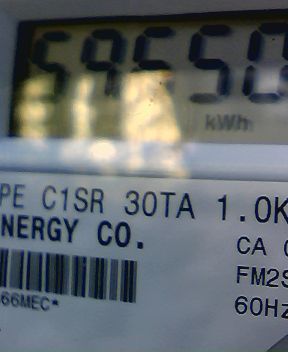 59550
kWh
PE C1SR 30TA 1.0K
NERGY CO.
CA
66MEC*
FM2S
60Hz